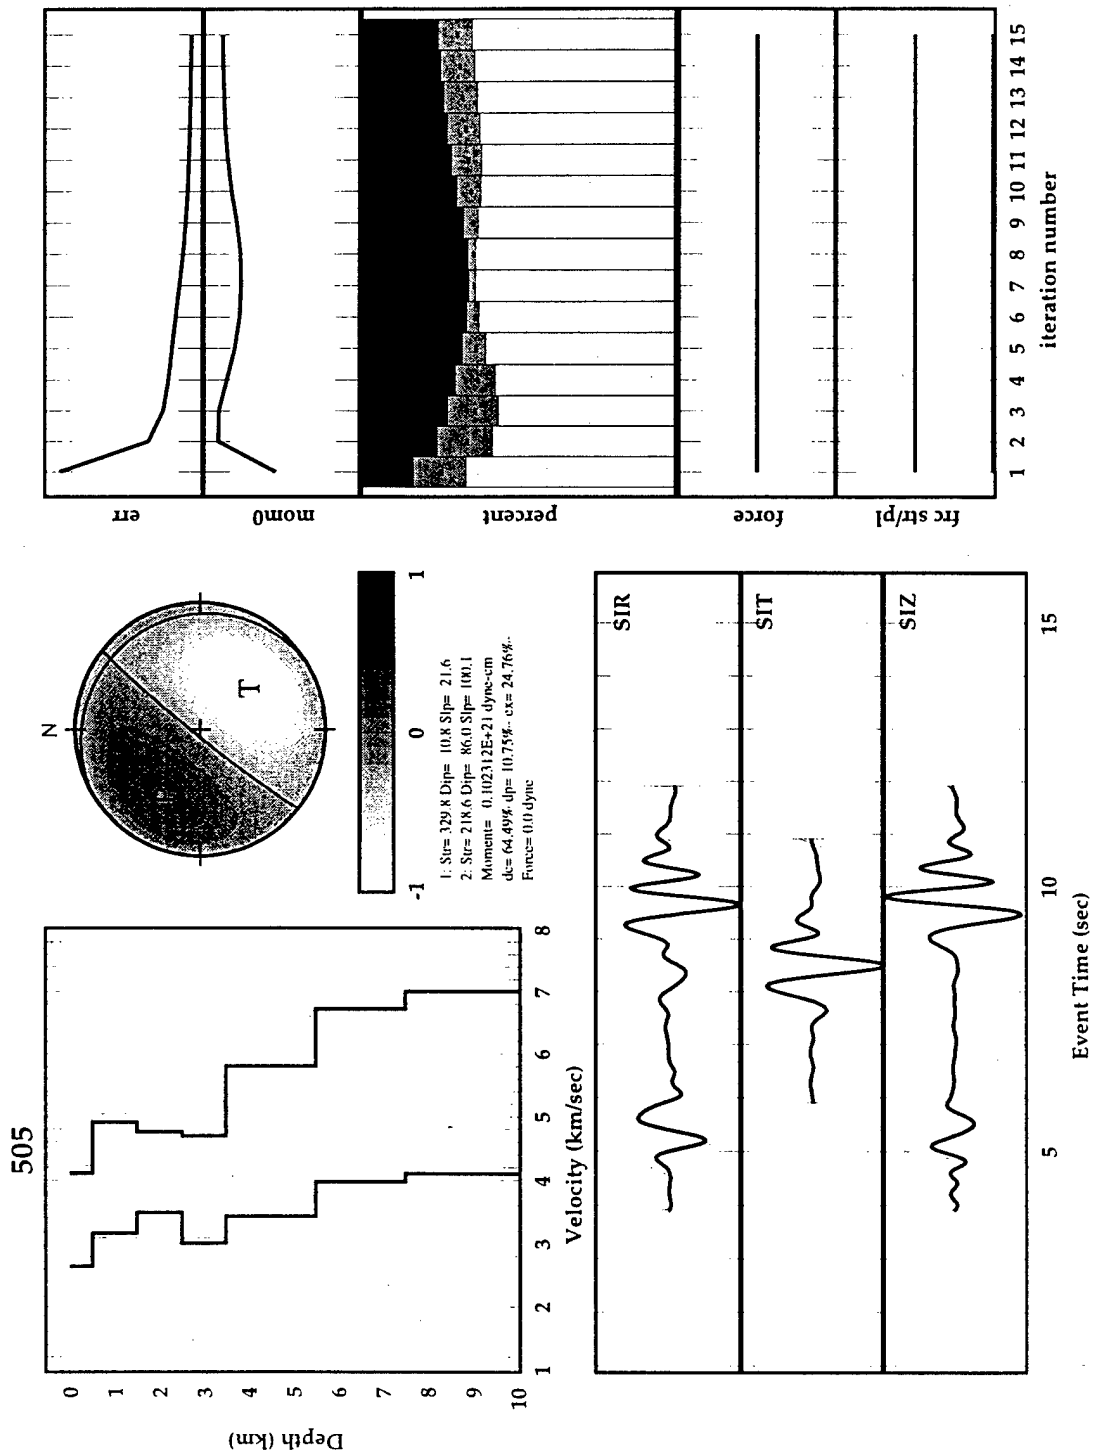 505
0
1
2
3
4
5
6
7
8
9
10
Depth (km)
1 2 3 4 5 6 7 8
Velocity (km/sec)
N
T
-1 0 1
1: Str= 329.8 Dip= 10.8 Slp= 21.6
2: Str= 218.6 Dip= 86.0 Slp= 100.1
Moment= 0.102312E+21 dyne-cm
dc= 64.49%- dp= 10.75%- ex= 24.76%-
Force= 0.0 dyne
err
mom0
percent
force
frc str/pl
1 2 3 4 5 6 7 8 9 10 11 12 13 14 15
iteration number
SIR
SIT
SIZ
5 10 15
Event Time (sec)